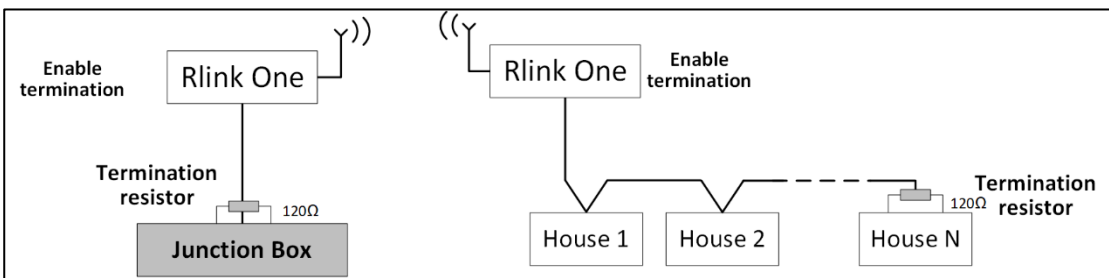 Enable
termination
Rlink One
Termination
resistor
120Ω
Junction Box
Rlink One
Enable
termination
House 1
House 2
House N
120Ω
Termination
resistor